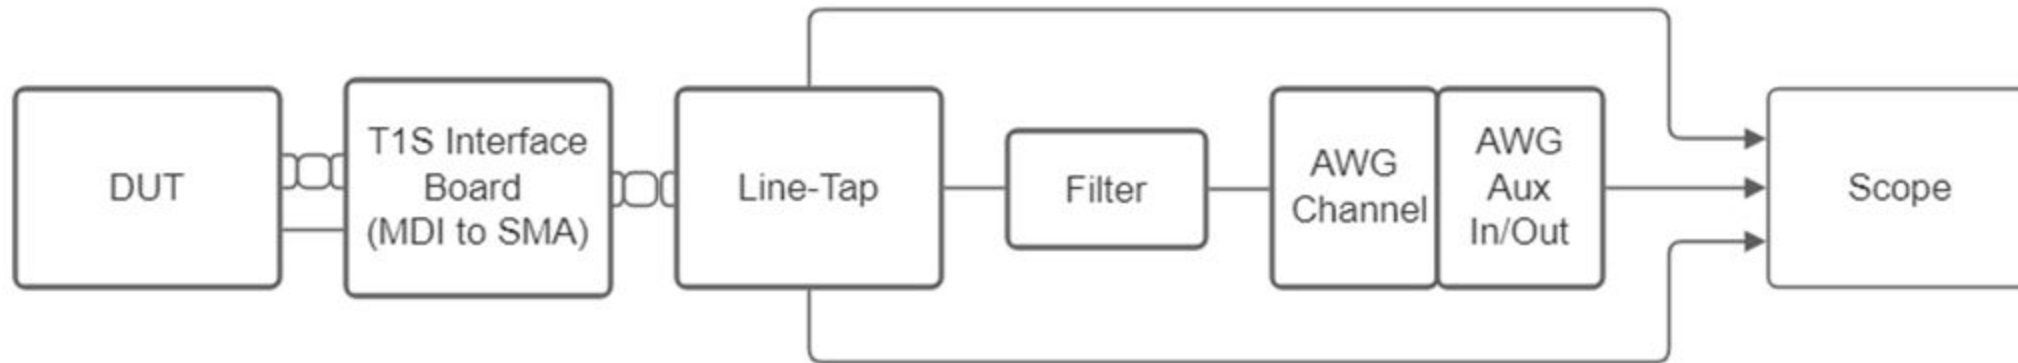 DUT
T1S Interface
Board
(MDI to SMA)
Line-Tap
Filter
AWG
Channel
AWG
Aux
In/Out
Scope